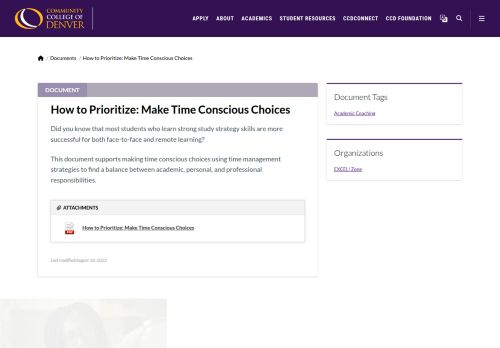 COMMUNITY
COLLEGE OF
DENVER
APPLY ABOUT ACADEMICS STUDENT RESOURCES CCDCONNECT CCD FOUNDATION
/ Documents / How to Prioritize: Make Time Conscious Choices
DOCUMENT
How to Prioritize: Make Time Conscious Choices
Did you know that most students who learn strong study strategy skills are more
successful for both face-to-face and remote learning?
This document supports making time conscious choices using time management
strategies to find a balance between academic, personal, and professional
responsibilities.
ATTACHMENTS
PDF
How to Prioritize: Make Time Conscious Choices
Last modified August 10, 2022
Document Tags
Academic Coaching
Organizations
EXCEL! Zone